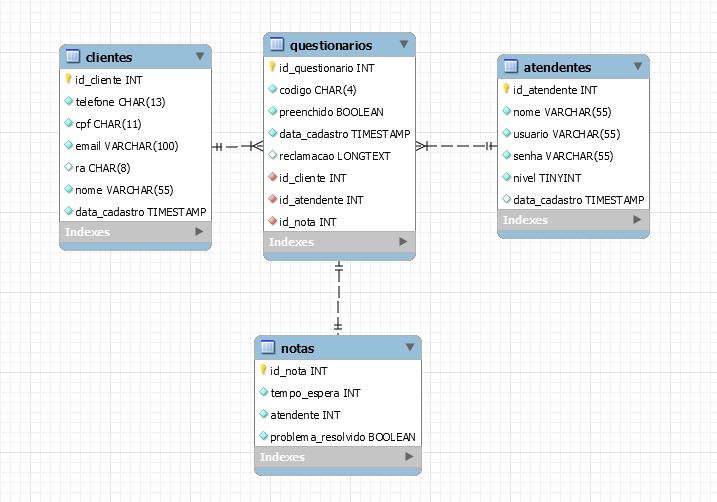 clientes
id_cliente INT
telefone CHAR(13)
cpf CHAR(11)
email VARCHAR(100)
ra CHAR(8)
nome VARCHAR(55)
data_cadastro TIMESTAMP
Indexes
questionarios
id_questionario INT
codigo CHAR(4)
preenchido BOOLEAN
data_cadastro TIMESTAMP
reclamacao LONGTEXT
id_cliente INT
id_atendente INT
id_nota INT
Indexes
atendentes
id_atendente INT
nome VARCHAR(55)
usuario VARCHAR(55)
senha VARCHAR(55)
nivel TINYINT
data_cadastro TIMESTAMP
Indexes
notas
id_nota INT
tempo_espera INT
atendente INT
problema_resolvido BOOLEAN
Indexes